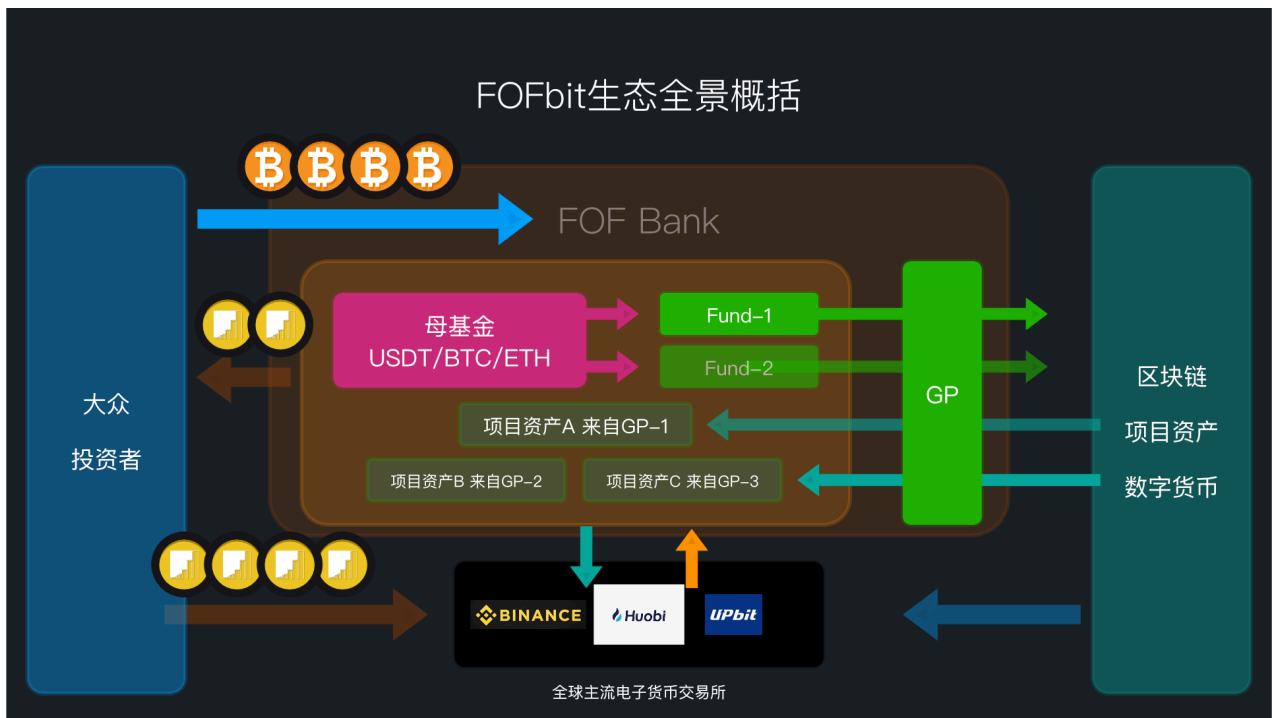 FOFbit生态全景概括
FOF Bank
母基金
USDT/BTC/ETH
Fund-1
Fund-2
GP
大众
投资者
区块链
项目资产
数字货币
项目资产A 来自GP-1
项目资产B 来自GP-2
项目资产C 来自GP-3
BINANCE
Huobi
UPbit
全球主流电子货币交易所